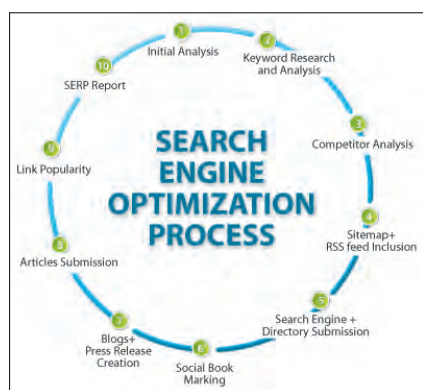 1
Initial Analysis
2
Keyword Research
and Analysis
3
Competitor Analysis
4
Sitemap+
RSS feed Inclusion
5
Search Engine +
Directory Submission
6
Social Book
Marking
7
Blogs+
Press Release
Creation
8
Articles Submission
9
Link Popularity
10
SERP Report
SEARCH
ENGINE
OPTIMIZATION
PROCESS